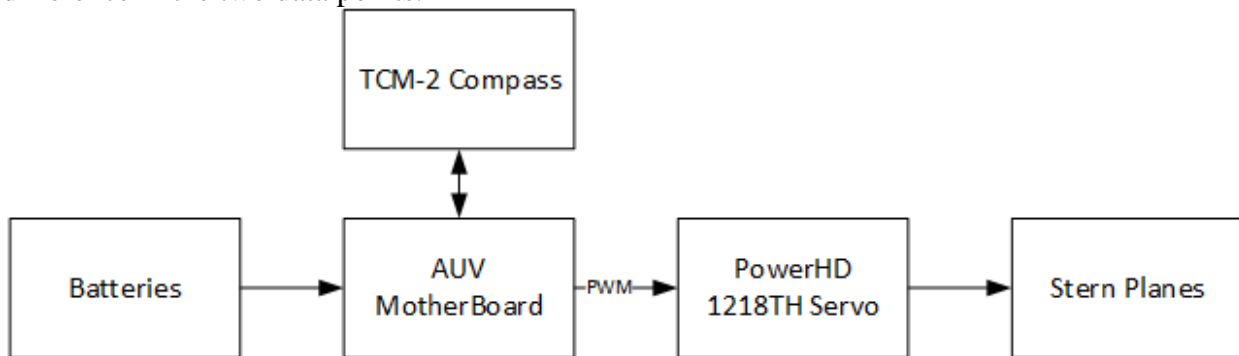 TCM-2 Compass
Batteries
AUV
MotherBoard
PWM
PowerHD
1218TH Servo
Stern Planes